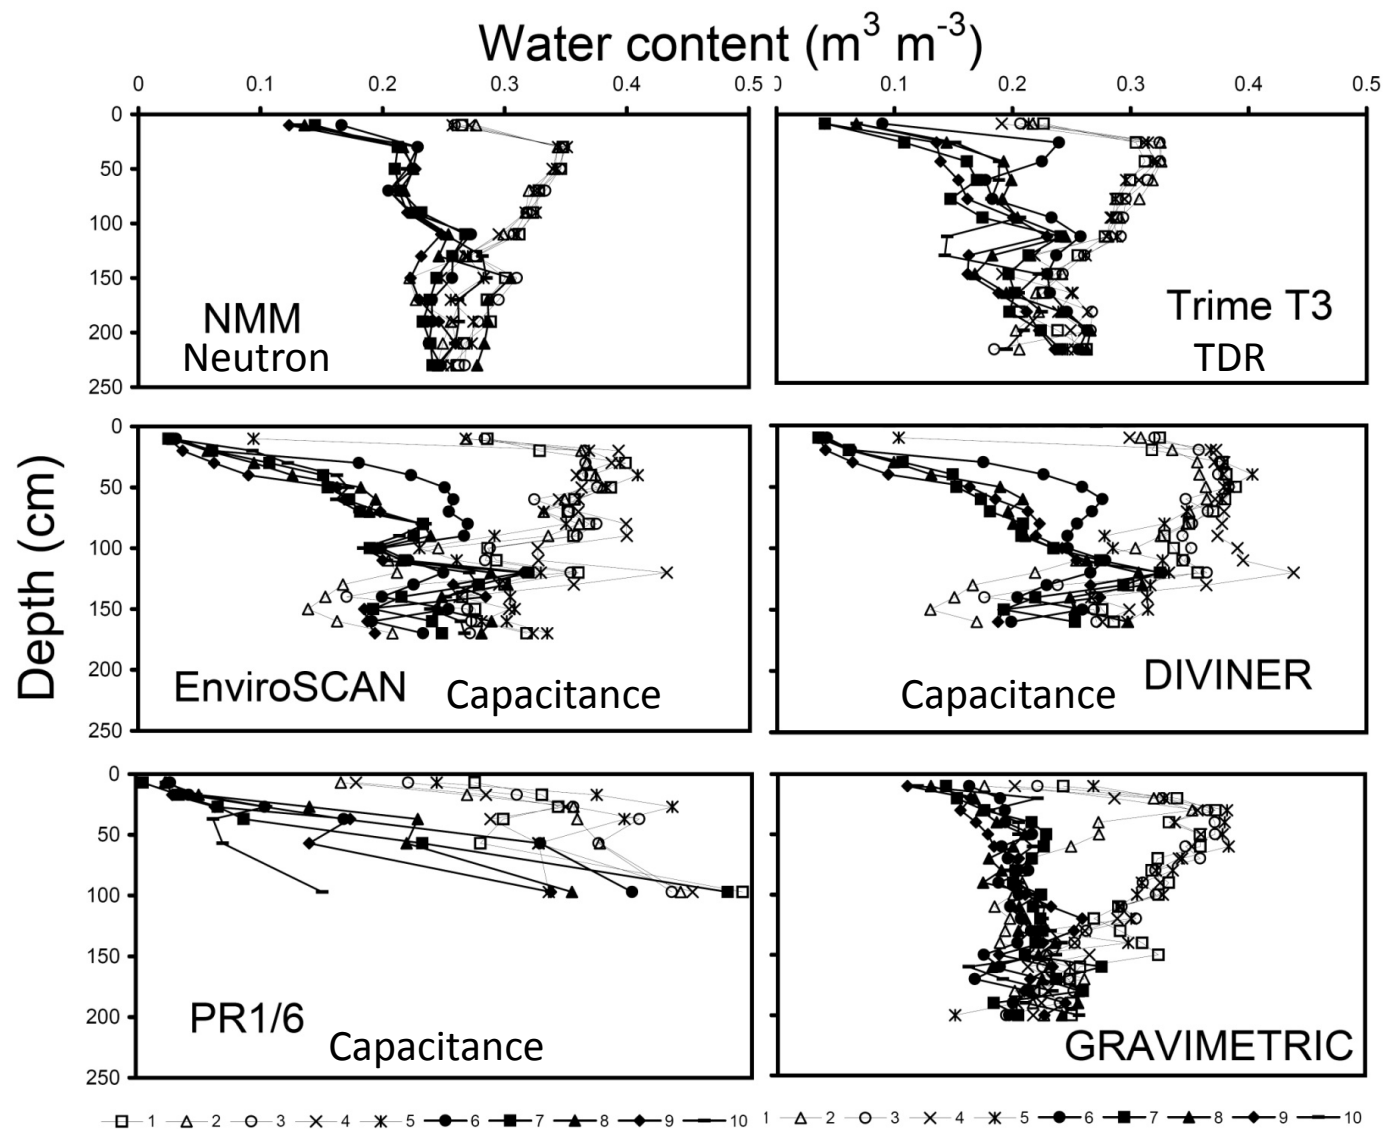 Water content (m³ m⁻³)
0 0.1 0.2 0.3 0.4 0.5 0 0.1 0.2 0.3 0.4 0.5
Depth (cm)
0
50
100
150
200
250
NMM
Neutron
Trime T3
TDR
0
50
100
150
200
250
EnviroSCAN
Capacitance
Capacitance
DIVINER
0
50
100
150
200
250
PR1/6
Capacitance
GRAVIMETRIC
1 2 3 4 5 6 7 8 9 10 1 2 3 4 5 6 7 8 9 10